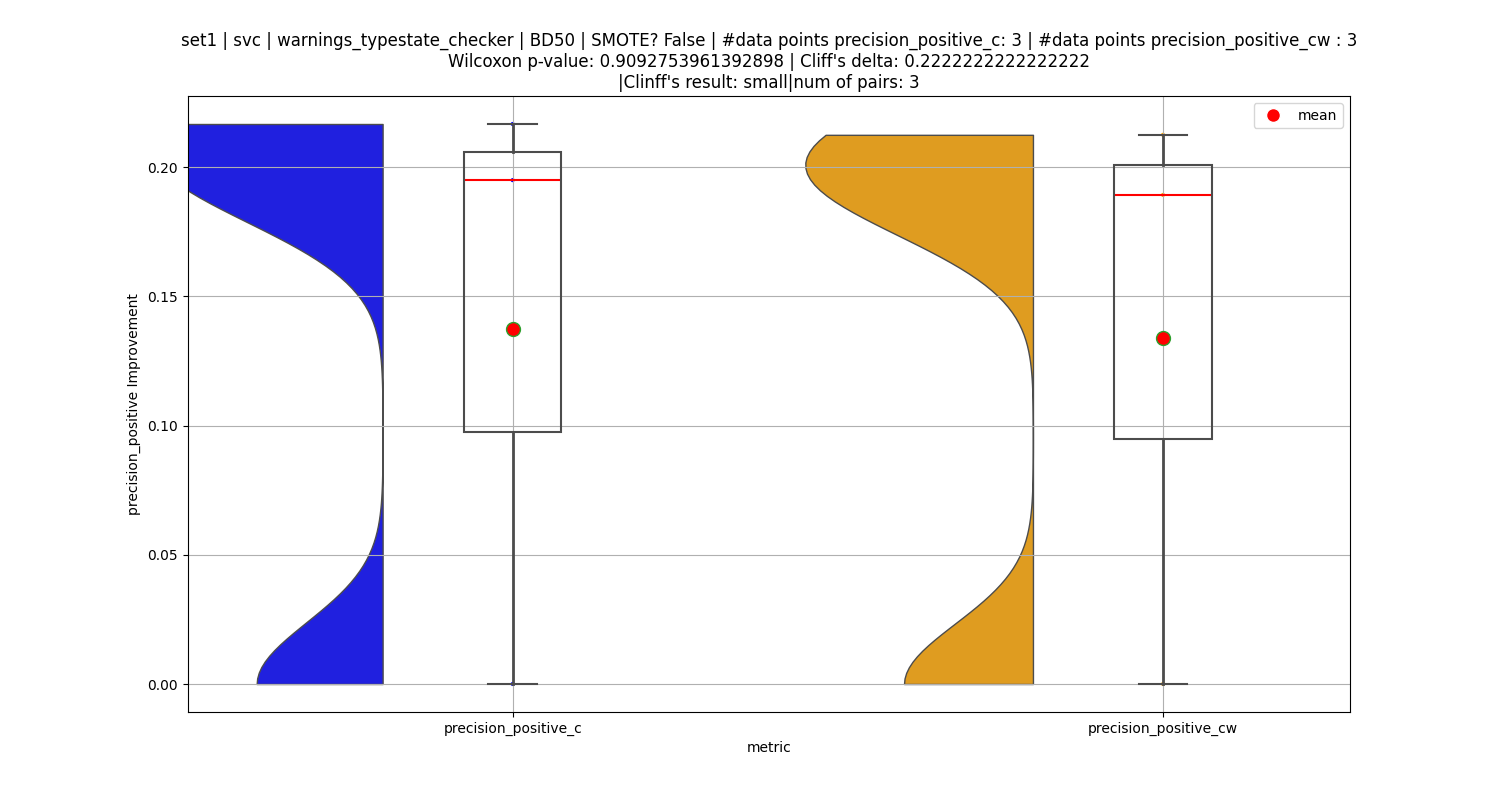 set1 | svc | warnings_typestate_checker | BD50 | SMOTE? False | #data points precision_positive_c: 3 | #data points precision_positive_cw : 3
Wilcoxon p-value: 0.9092753961392898 | Cliff's delta: 0.2222222222222222
|Clinff's result: small|num of pairs: 3
mean
0.20
0.15
0.10
0.05
0.00
precision_positive Improvement
precision_positive_c
precision_positive_cw
metric